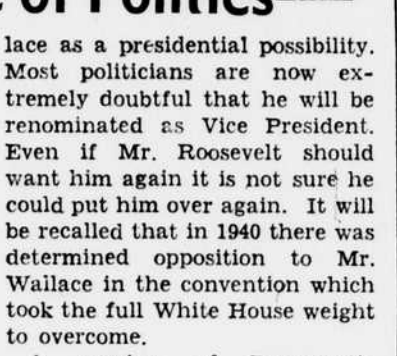 of Politics
lace as a presidential possibility.
Most politicians are now ex-
tremely doubtful that he will be
renominated as Vice President.
Even if Mr. Roosevelt should
want him again it is not sure he
could put him over again. It will
be recalled that in 1940 there was
determined opposition to Mr.
Wallace in the convention which
took the full White House weight
to overcome.